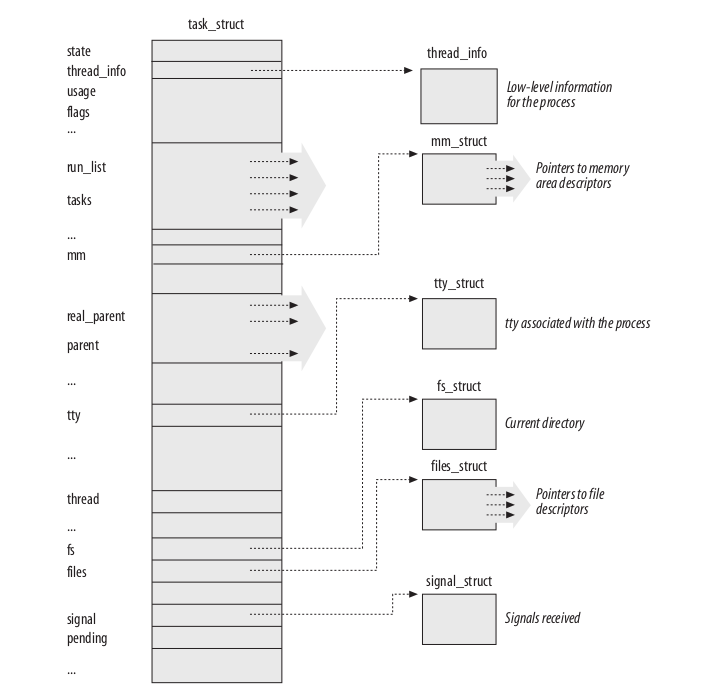 task_struct
state
thread_info
usage
flags
...
run_list
tasks
...
mm
real_parent
parent
...
tty
...
thread
...
fs
files
signal
pending
...
thread_info
Low-level information
for the process
mm_struct
Pointers to memory
area descriptors
tty_struct
tty associated with the process
fs_struct
Current directory
files_struct
Pointers to file
descriptors
signal_struct
Signals received